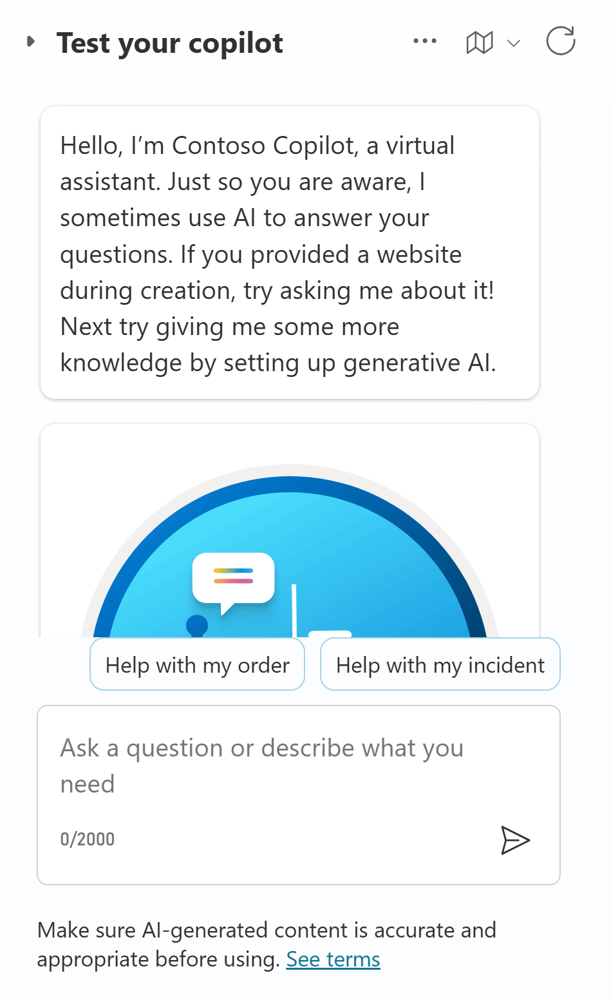 Test your copilot
Hello, I’m Contoso Copilot, a virtual
assistant. Just so you are aware, I
sometimes use AI to answer your
questions. If you provided a website
during creation, try asking me about it!
Next try giving me some more
knowledge by setting up generative AI.
Help with my order
Help with my incident
Ask a question or describe what you
need
0/2000
Make sure AI-generated content is accurate and
appropriate before using. See terms